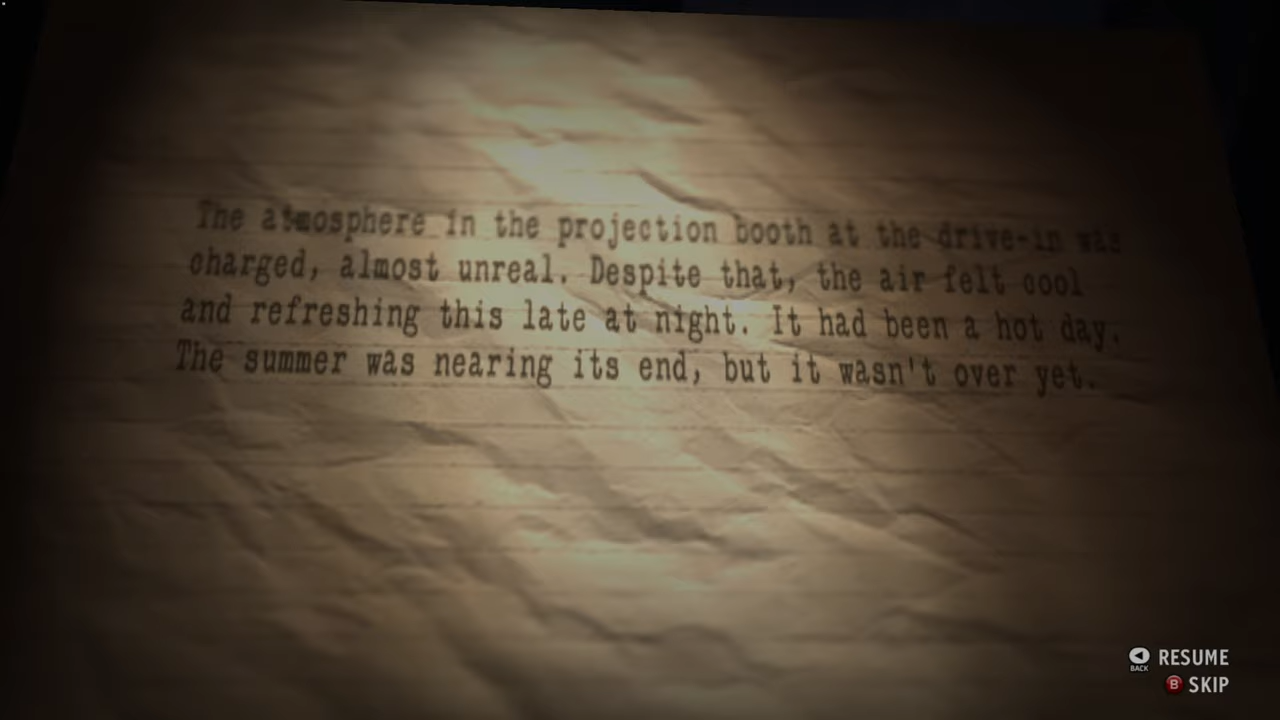 The atmosphere in the projection booth at the drive-in was
charged, almost unreal. Despite that, the air felt cool
and refreshing this late at night. It had been a hot day.
The summer was nearing its end, but it wasn't over yet.
BACK RESUME
B SKIP